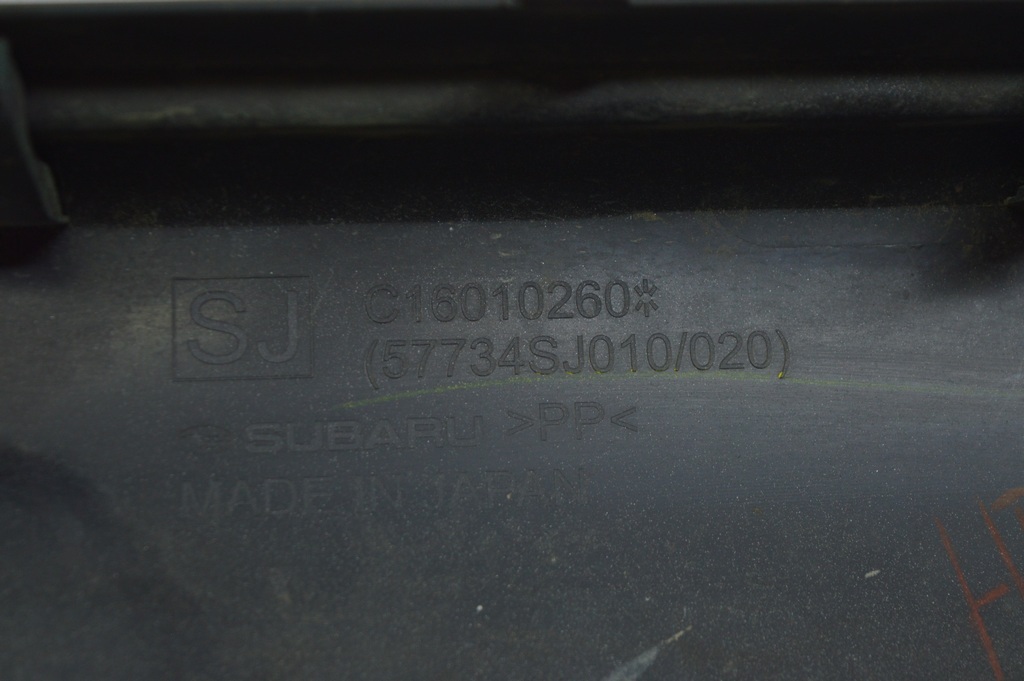 SJ
C16010260*
(57734SJ010/020)
SUBARU >PP<
MADE IN JAPAN